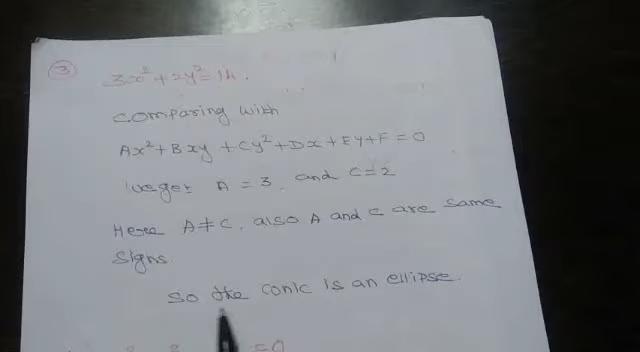 ③ 3x²+2y²=14.
comparing with
Ax²+Bxy+Cy²+Dx+Ey+F=0
we get A=3, and C=2
Here A≠C, also A and C are same
signs
so the conic is an ellipse.
=0